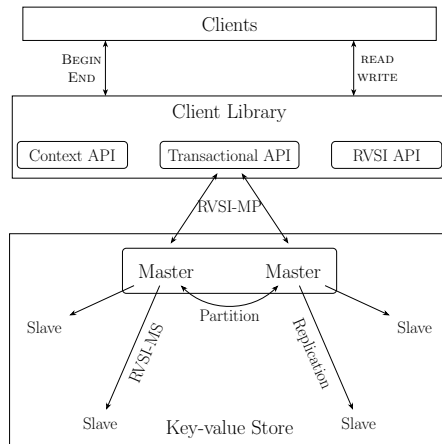 Clients
BEGIN
END
READ
WRITE
Client Library
Context API
Transactional API
RVSI API
RVSI-MP
Master
Master
Partition
Slave
RVSI-MS
Replication
Slave
Slave
Slave
Key-value Store